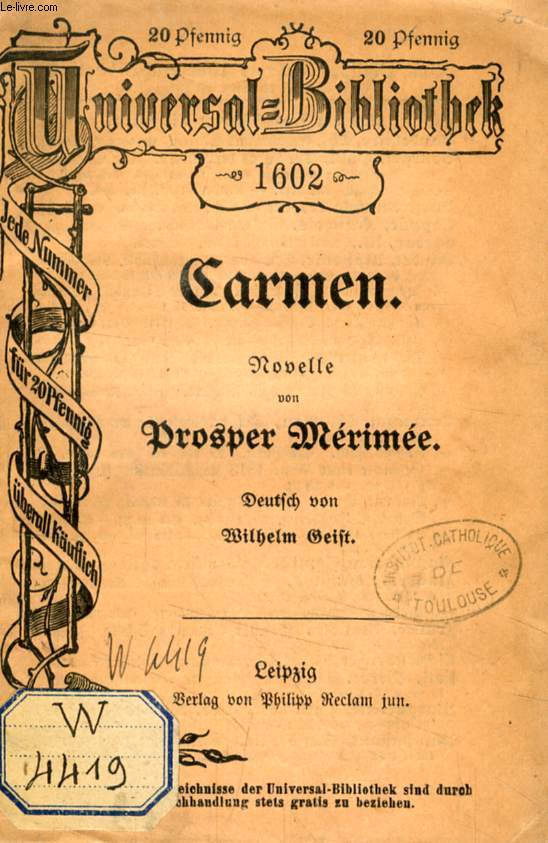 Le-livre.com
30
20 Pfennig 20 Pfennig
Universal-Bibliothek
1602
Jede Nummer
für 20 Pfennig
überall käuflich
Carmen.
Novelle
von
Prosper Mérimée.
Deutsch von
Wilhelm Geist.
INSTITUT CATHOLIQUE
DE
TOULOUSE
W 4419
Leipzig
Verlag von Philipp Reclam jun.
W
4419
eichnisse der Universal-Bibliothek sind durch
chhandlung stets gratis zu beziehen.